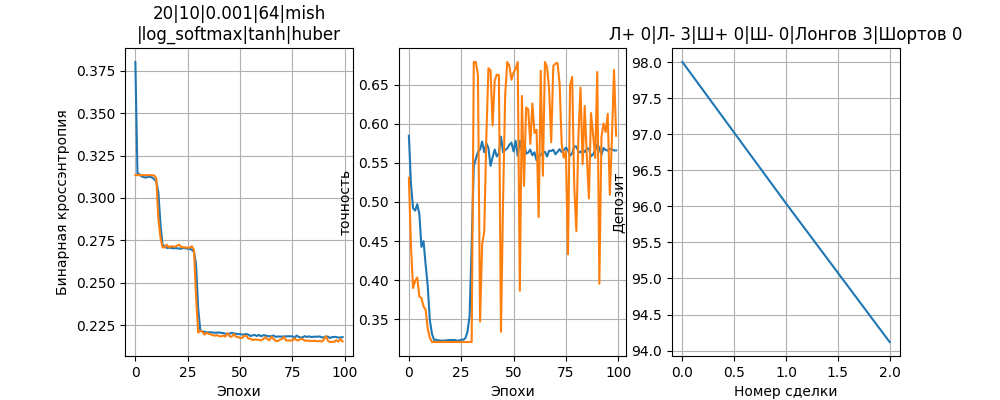 20|10|0.001|64|mish
|log_softmax|tanh|huber
Бинарная кроссэнтропия
0.375
0.350
0.325
0.300
0.275
0.250
0.225
0 25 50 75 100
Эпохи
точность
0.65
0.60
0.55
0.50
0.45
0.40
0.35
0 25 50 75 100
Эпохи
Л+ 0|Л- 3|Ш+ 0|Ш- 0|Лонгов 3|Шортов 0
Депозит
98.0
97.5
97.0
96.5
96.0
95.5
95.0
94.5
94.0
0.0 0.5 1.0 1.5 2.0
Номер сделки